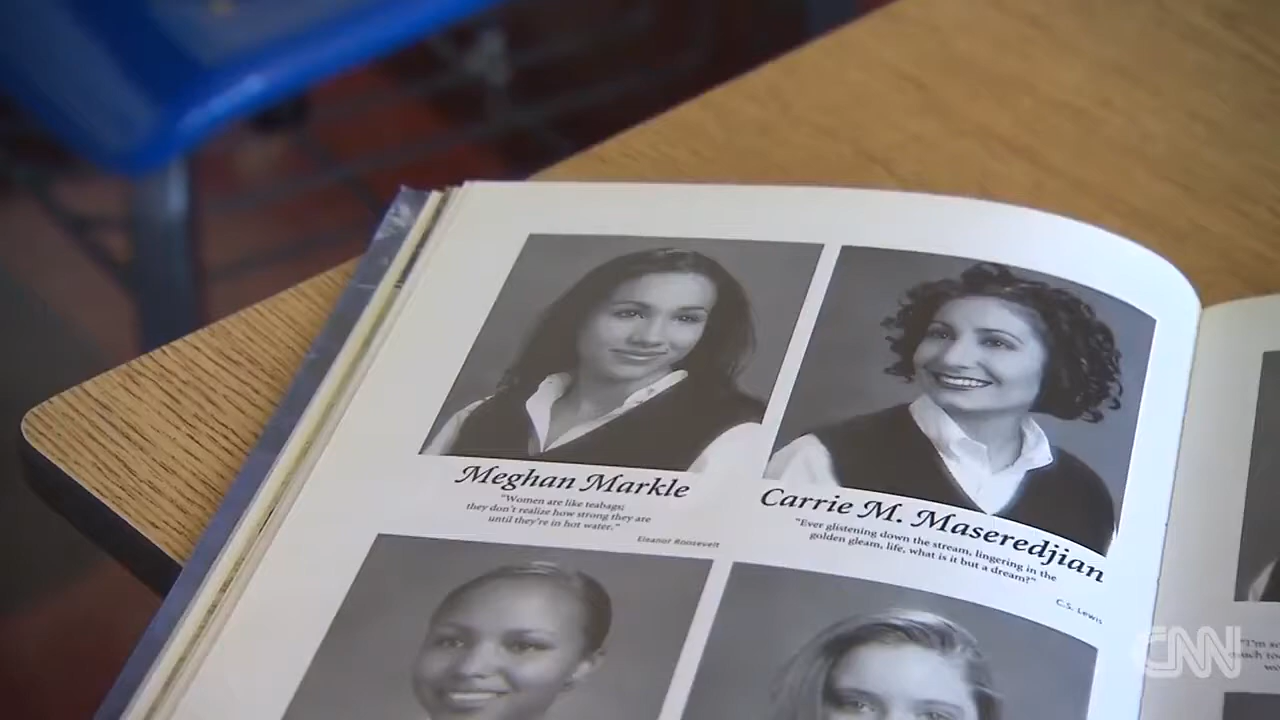 Meghan Markle
"Women are like teabags;
they don't realize how strong they are
until they're in hot water."
Eleanor Roosevelt
Carrie M. Maseredjian
"Ever glistening down the stream, lingering in the
golden gleam, life, what is it but a dream?"
C.S. Lewis
"I'm
CNN